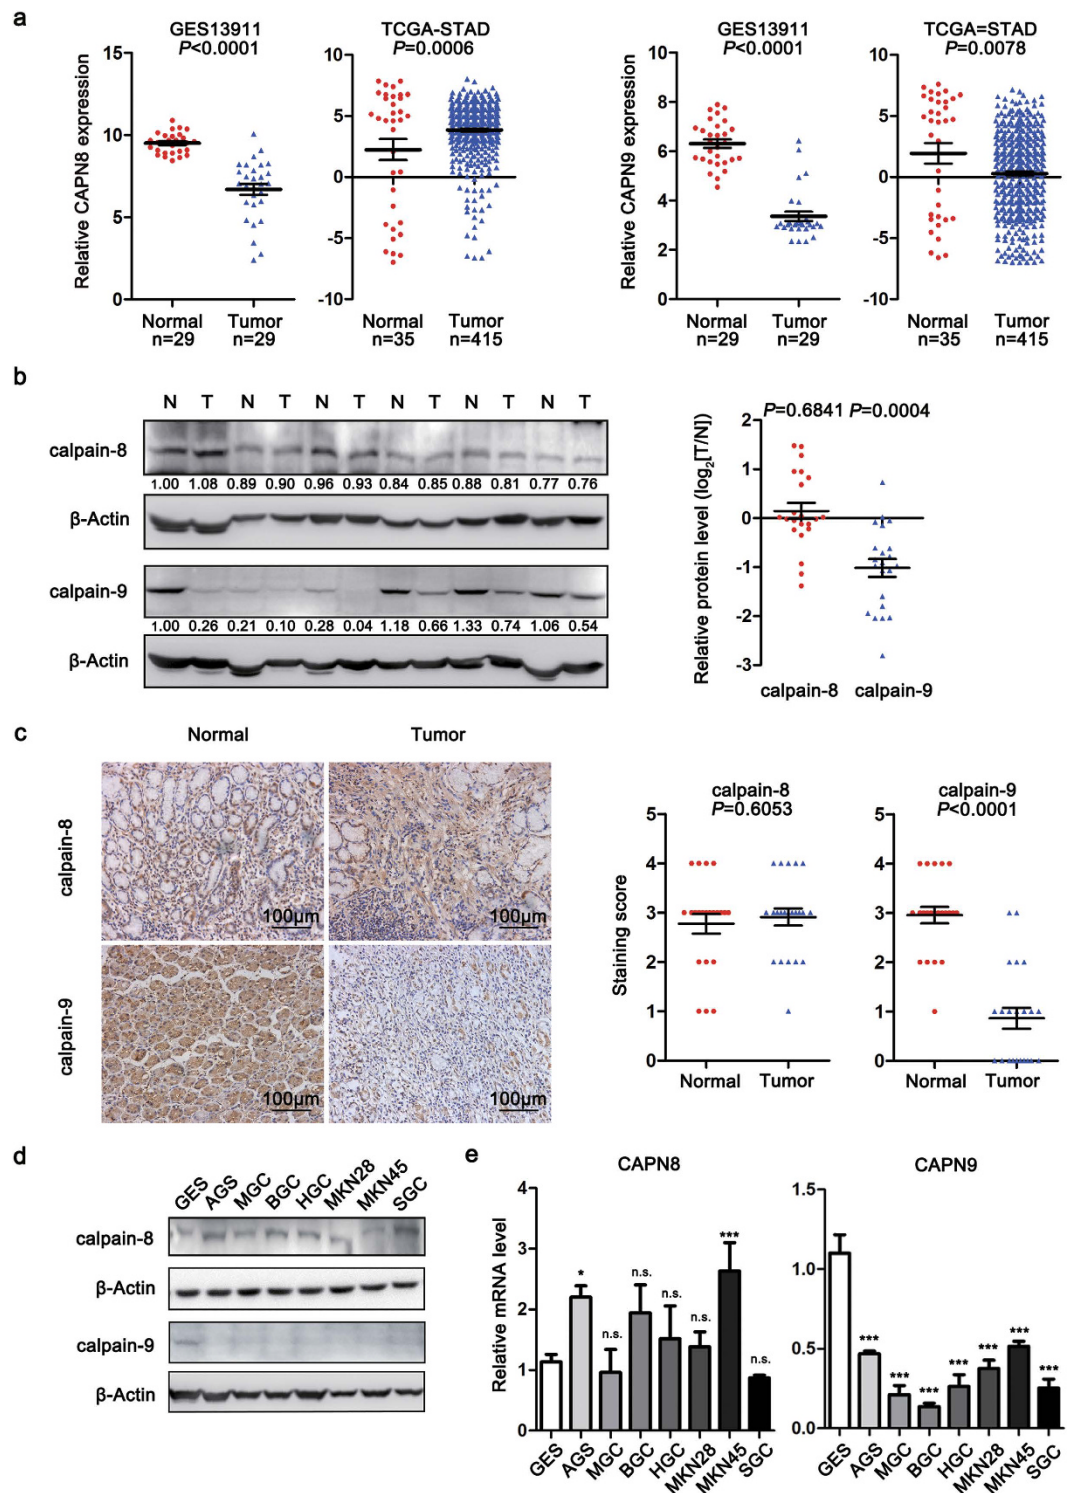 a
GES13911
P<0.0001
Relative CAPN8 expression
15
10
5
0
Normal
n=29
Tumor
n=29
TCGA-STAD
P=0.0006
10
5
0
-5
-10
Normal
n=35
Tumor
n=415
GES13911
P<0.0001
Relative CAPN9 expression
10
8
6
4
2
0
Normal
n=29
Tumor
n=29
TCGA=STAD
P=0.0078
10
5
0
-5
-10
Normal
n=35
Tumor
n=415
b
N T N T N T N T N T N T
calpain-8
1.00 1.08 0.89 0.90 0.96 0.93 0.84 0.85 0.88 0.81 0.77 0.76
β-Actin
calpain-9
1.00 0.26 0.21 0.10 0.28 0.04 1.18 0.66 1.33 0.74 1.06 0.54
β-Actin
P=0.6841 P=0.0004
Relative protein level (log2[T/N])
2
1
0
-1
-2
-3
calpain-8 calpain-9
c
Normal Tumor
calpain-8
100μm 100μm
calpain-9
100μm 100μm
calpain-8
P=0.6053
Staining score
5
4
3
2
1
0
Normal Tumor
calpain-9
P<0.0001
5
4
3
2
1
0
Normal Tumor
d
GES AGS MGC BGC HGC MKN28 MKN45 SGC
calpain-8
β-Actin
calpain-9
β-Actin
e
CAPN8
Relative mRNA level
4
3
2
1
0
* n.s. n.s. n.s. n.s. *** n.s.
GES AGS MGC BGC HGC MKN28 MKN45 SGC
CAPN9
1.5
1.0
0.5
0.0
*** *** *** *** *** *** ***
GES AGS MGC BGC HGC MKN28 MKN45 SGC